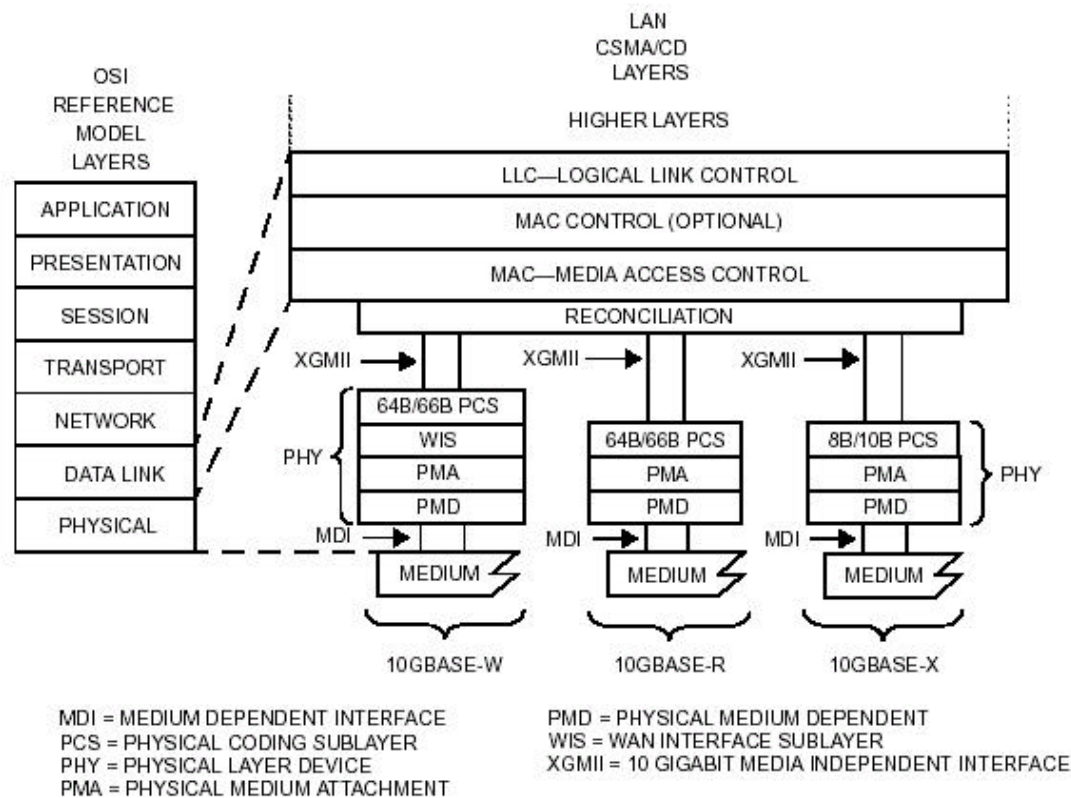 LAN
CSMA/CD
LAYERS
OSI
REFERENCE
MODEL
LAYERS
HIGHER LAYERS
LLC—LOGICAL LINK CONTROL
MAC CONTROL (OPTIONAL)
MAC—MEDIA ACCESS CONTROL
RECONCILIATION
APPLICATION
PRESENTATION
SESSION
TRANSPORT
NETWORK
DATA LINK
PHYSICAL
XGMII
XGMII
XGMII
PHY
64B/66B PCS
WIS
PMA
PMD
MDI
MEDIUM
10GBASE-W
64B/66B PCS
PMA
PMD
MDI
MEDIUM
10GBASE-R
8B/10B PCS
PMA
PMD
PHY
MDI
MEDIUM
10GBASE-X
MDI = MEDIUM DEPENDENT INTERFACE
PCS = PHYSICAL CODING SUBLAYER
PHY = PHYSICAL LAYER DEVICE
PMA = PHYSICAL MEDIUM ATTACHMENT
PMD = PHYSICAL MEDIUM DEPENDENT
WIS = WAN INTERFACE SUBLAYER
XGMII = 10 GIGABIT MEDIA INDEPENDENT INTERFACE